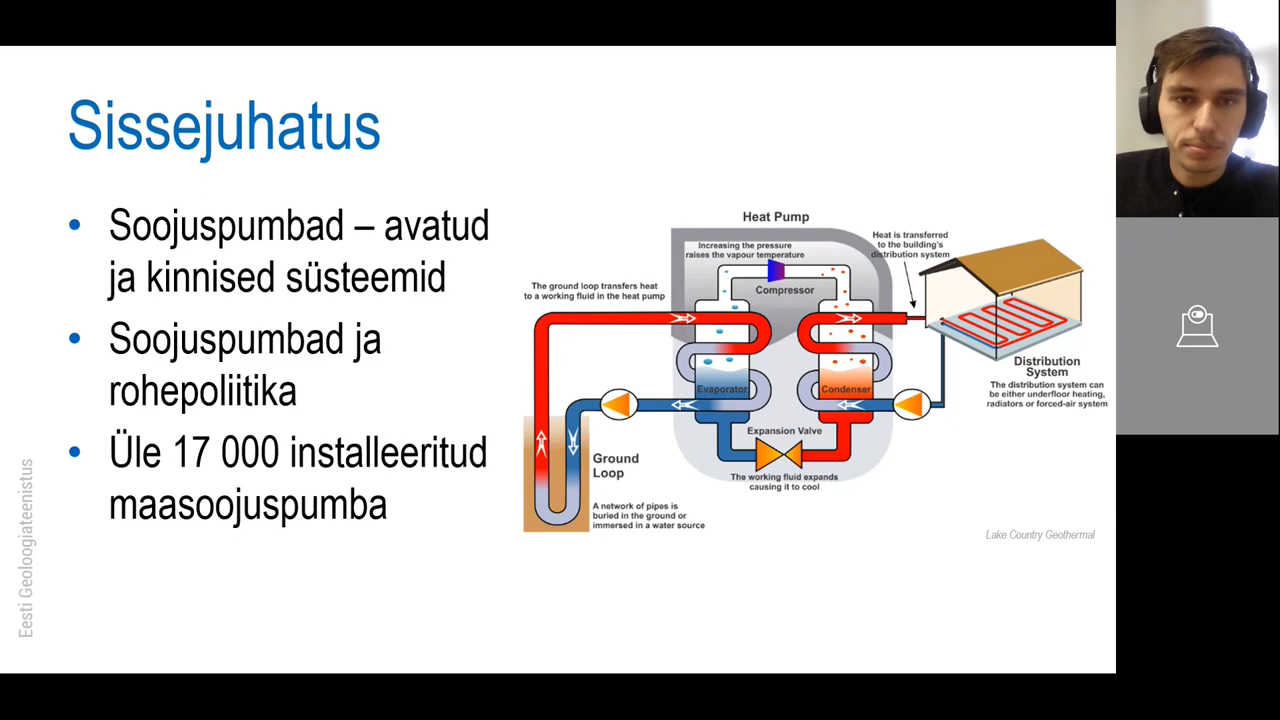 Sissejuhatus
• Soojuspumbad – avatud
ja kinnised süsteemid
• Soojuspumbad ja
rohepoliitika
• Üle 17 000 installeeritud
maasoojuspumba
Eesti Geoloogiateenistus
Heat Pump
Increasing the pressure
raises the vapour temperature
Compressor
Heat is transferred
to the building's
distribution system
The ground loop transfers heat
to a working fluid in the heat pump
Evaporator
Condenser
Distribution
System
The distribution system can
be either underfloor heating,
radiators or forced-air system
Expansion Valve
The working fluid expands
causing it to cool
Ground
Loop
A network of pipes is
buried in the ground or
immersed in a water source
Lake Country Geothermal